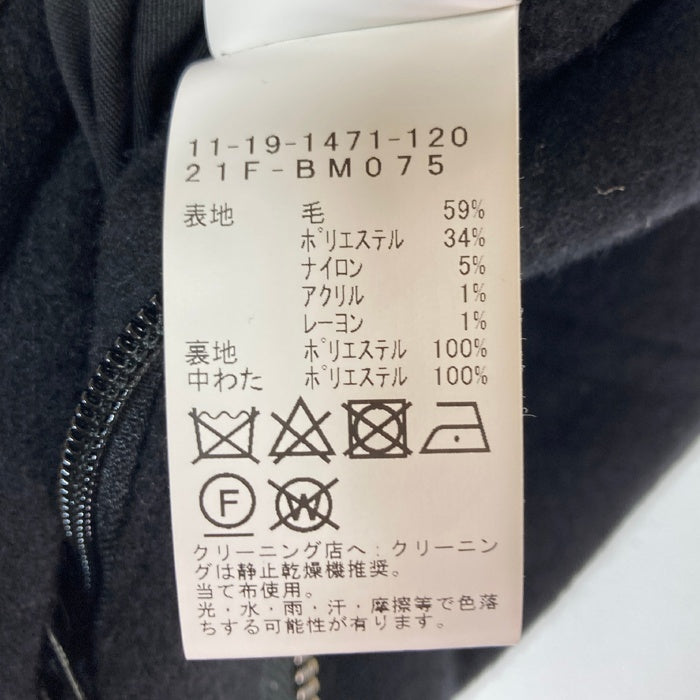 11-19-1471-120
21F-BM075
表地 毛 59%
ポリエステル 34%
ナイロン 5%
アクリル 1%
レーヨン 1%
裏地 ポリエステル 100%
中わた ポリエステル 100%
F W
クリーニング店へ:クリーニン
グは静止乾燥機推奨。
当て布使用。
光・水・雨・汗・摩擦等で色落
ちする可能性が有ります。